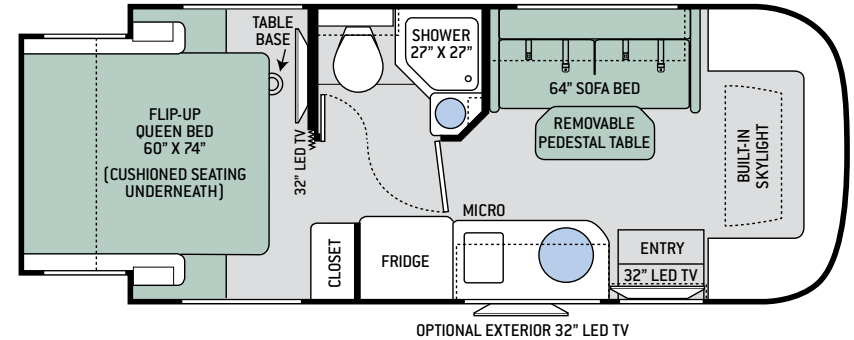 TABLE
BASE
SHOWER
27" X 27"
64" SOFA BED
REMOVABLE
PEDESTAL TABLE
BUILT-IN
SKYLIGHT
FLIP-UP
QUEEN BED
60" X 74"
(CUSHIONED SEATING
UNDERNEATH)
32" LED TV
MICRO
CLOSET
FRIDGE
ENTRY
32" LED TV
OPTIONAL EXTERIOR 32" LED TV